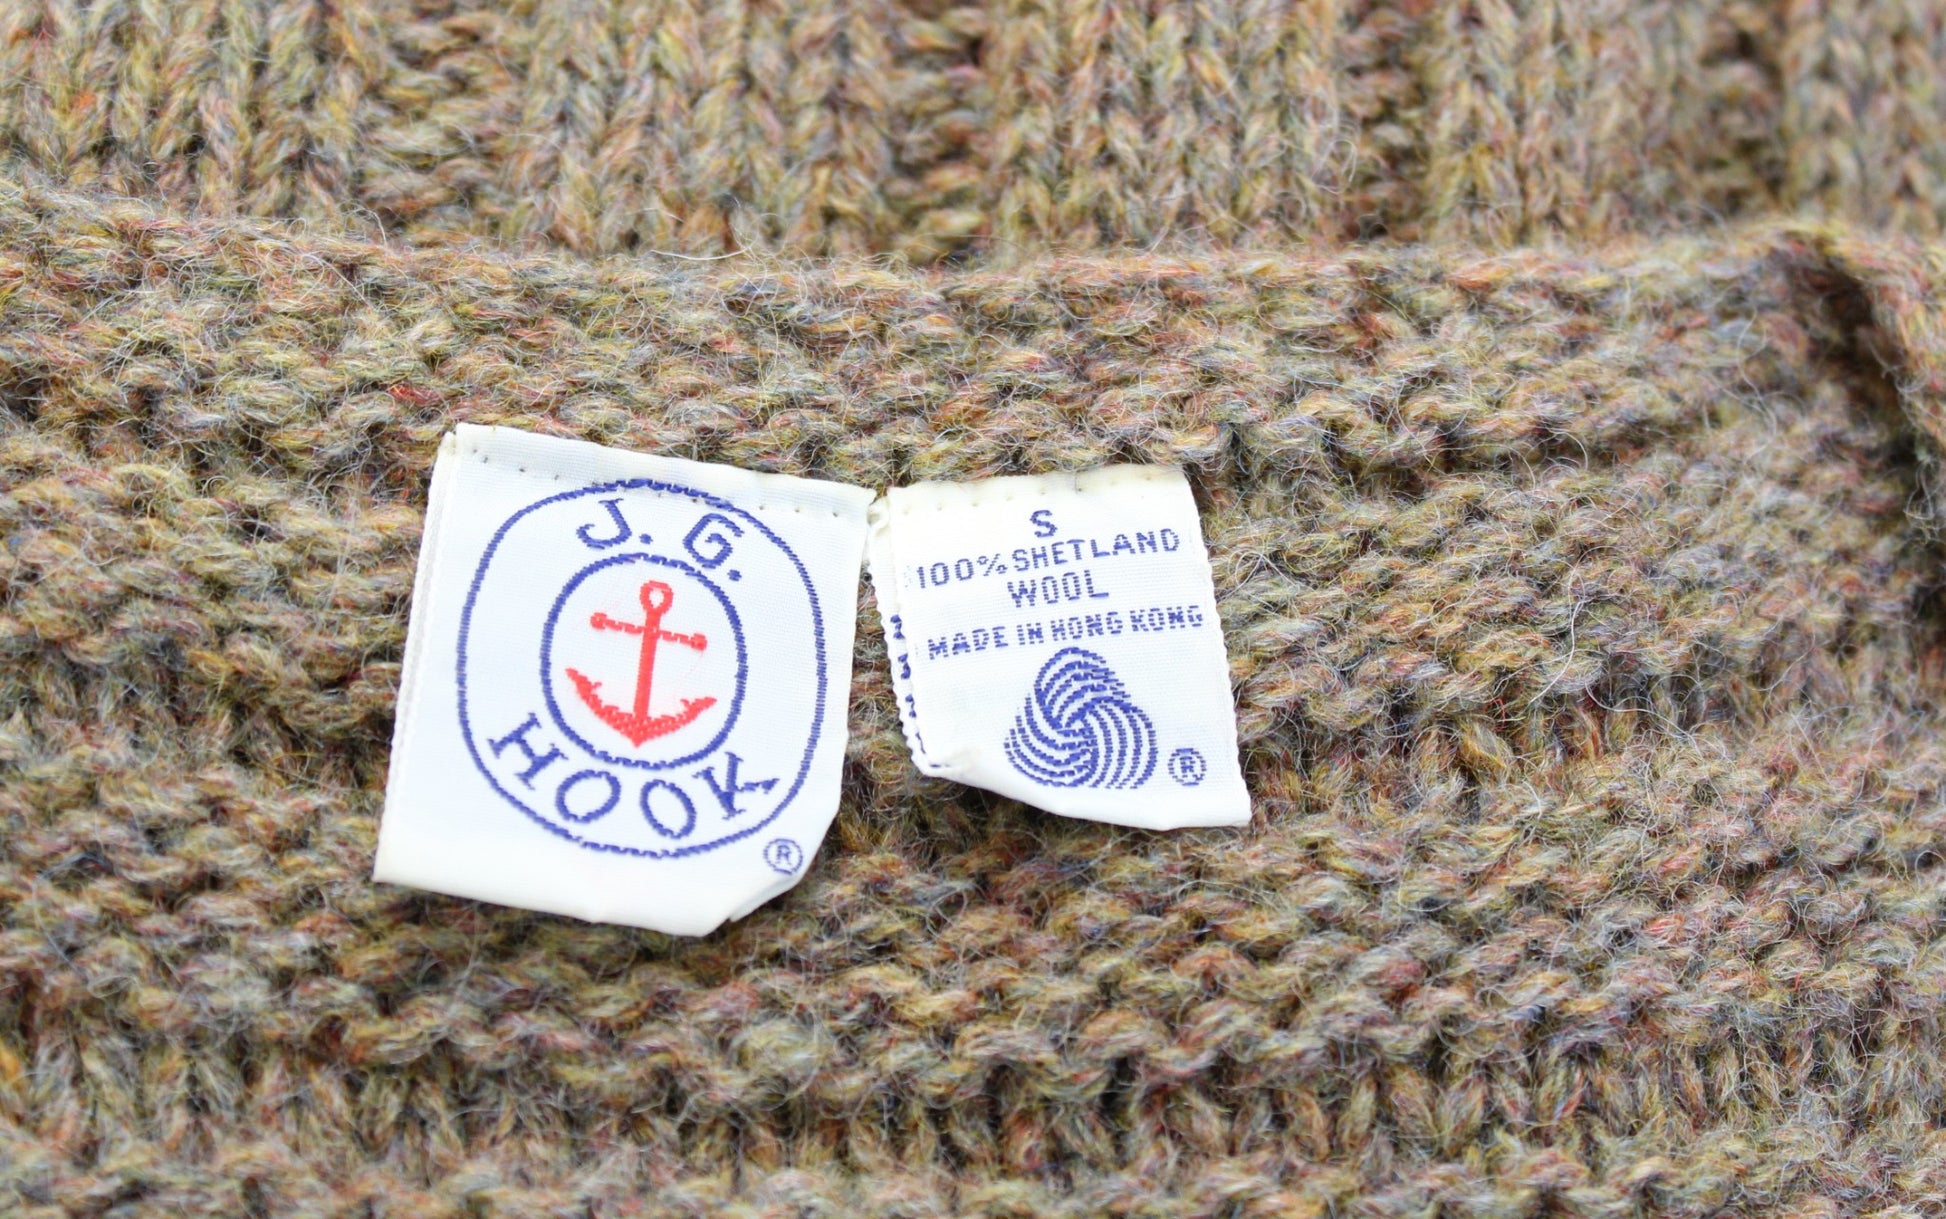 J. G.
HOOK
®
S
100% SHETLAND
WOOL
MADE IN HONG KONG
®